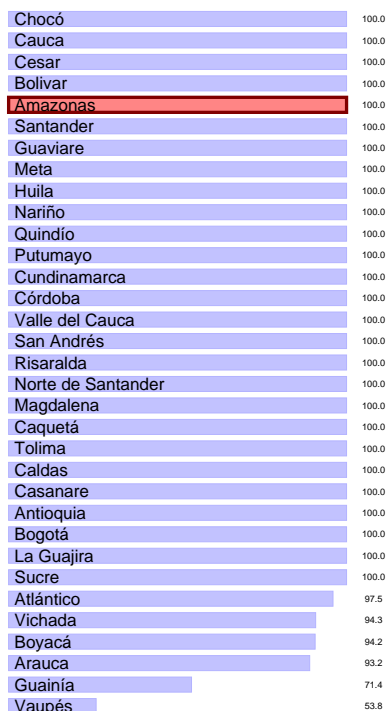 Chocó 100.0
Cauca 100.0
Cesar 100.0
Bolivar 100.0
Amazonas 100.0
Santander 100.0
Guaviare 100.0
Meta 100.0
Huila 100.0
Nariño 100.0
Quindío 100.0
Putumayo 100.0
Cundinamarca 100.0
Córdoba 100.0
Valle del Cauca 100.0
San Andrés 100.0
Risaralda 100.0
Norte de Santander 100.0
Magdalena 100.0
Caquetá 100.0
Tolima 100.0
Caldas 100.0
Casanare 100.0
Antioquia 100.0
Bogotá 100.0
La Guajira 100.0
Sucre 100.0
Atlántico 97.5
Vichada 94.3
Boyacá 94.2
Arauca 93.2
Guainía 71.4
Vaupés 53.8